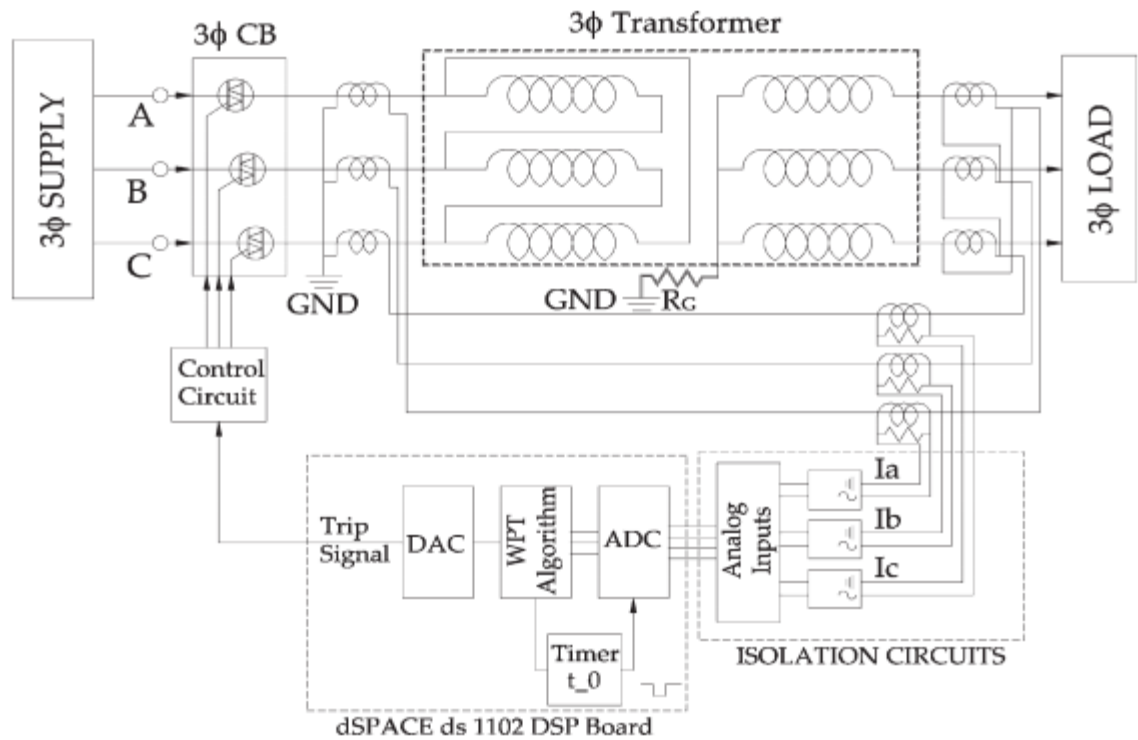 3ϕ Transformer
3ϕ CB
3ϕ SUPPLY
A
B
C
3ϕ LOAD
GND
GND
RG
Control
Circuit
Ia
Ib
Ic
Analog
Inputs
ISOLATION CIRCUITS
Trip
Signal
DAC
WPT
Algorithm
ADC
Timer
t_0
dSPACE ds 1102 DSP Board